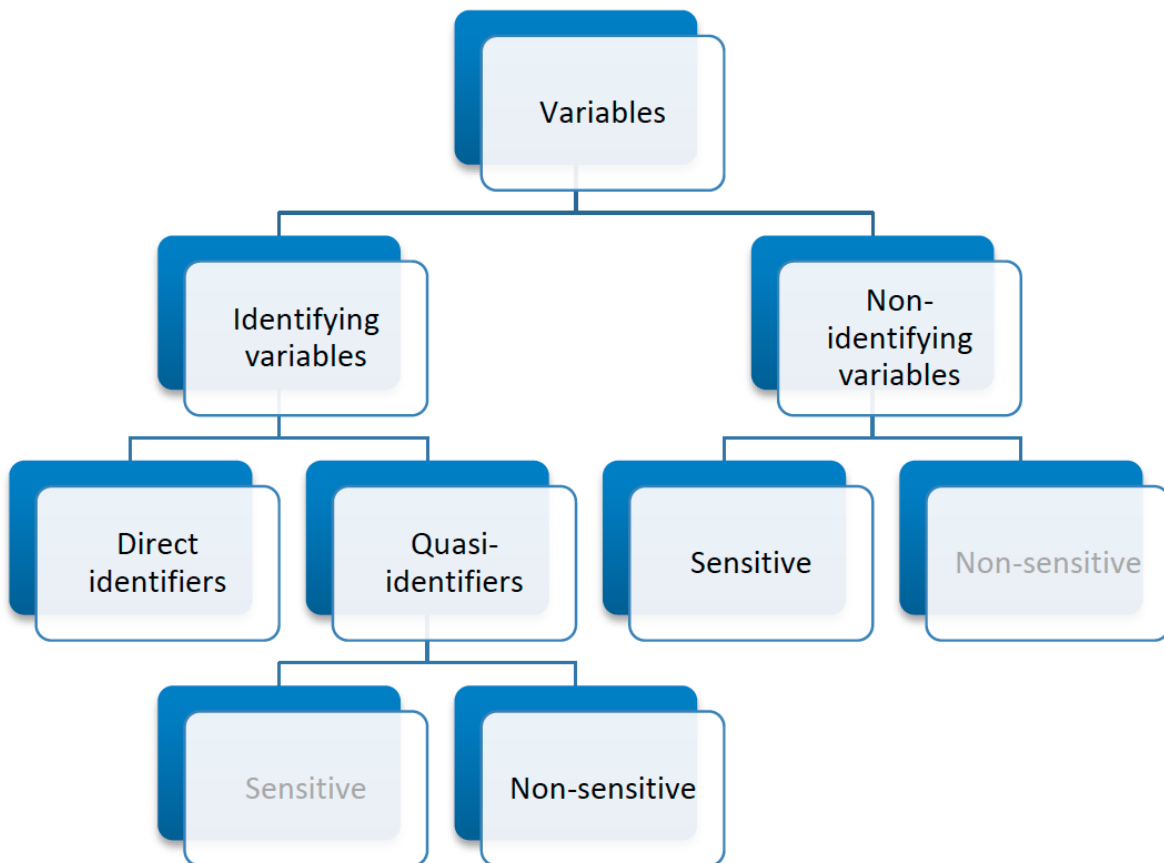 Variables
Identifying
variables
Non-
identifying
variables
Direct
identifiers
Quasi-
identifiers
Sensitive
Non-sensitive
Sensitive
Non-sensitive